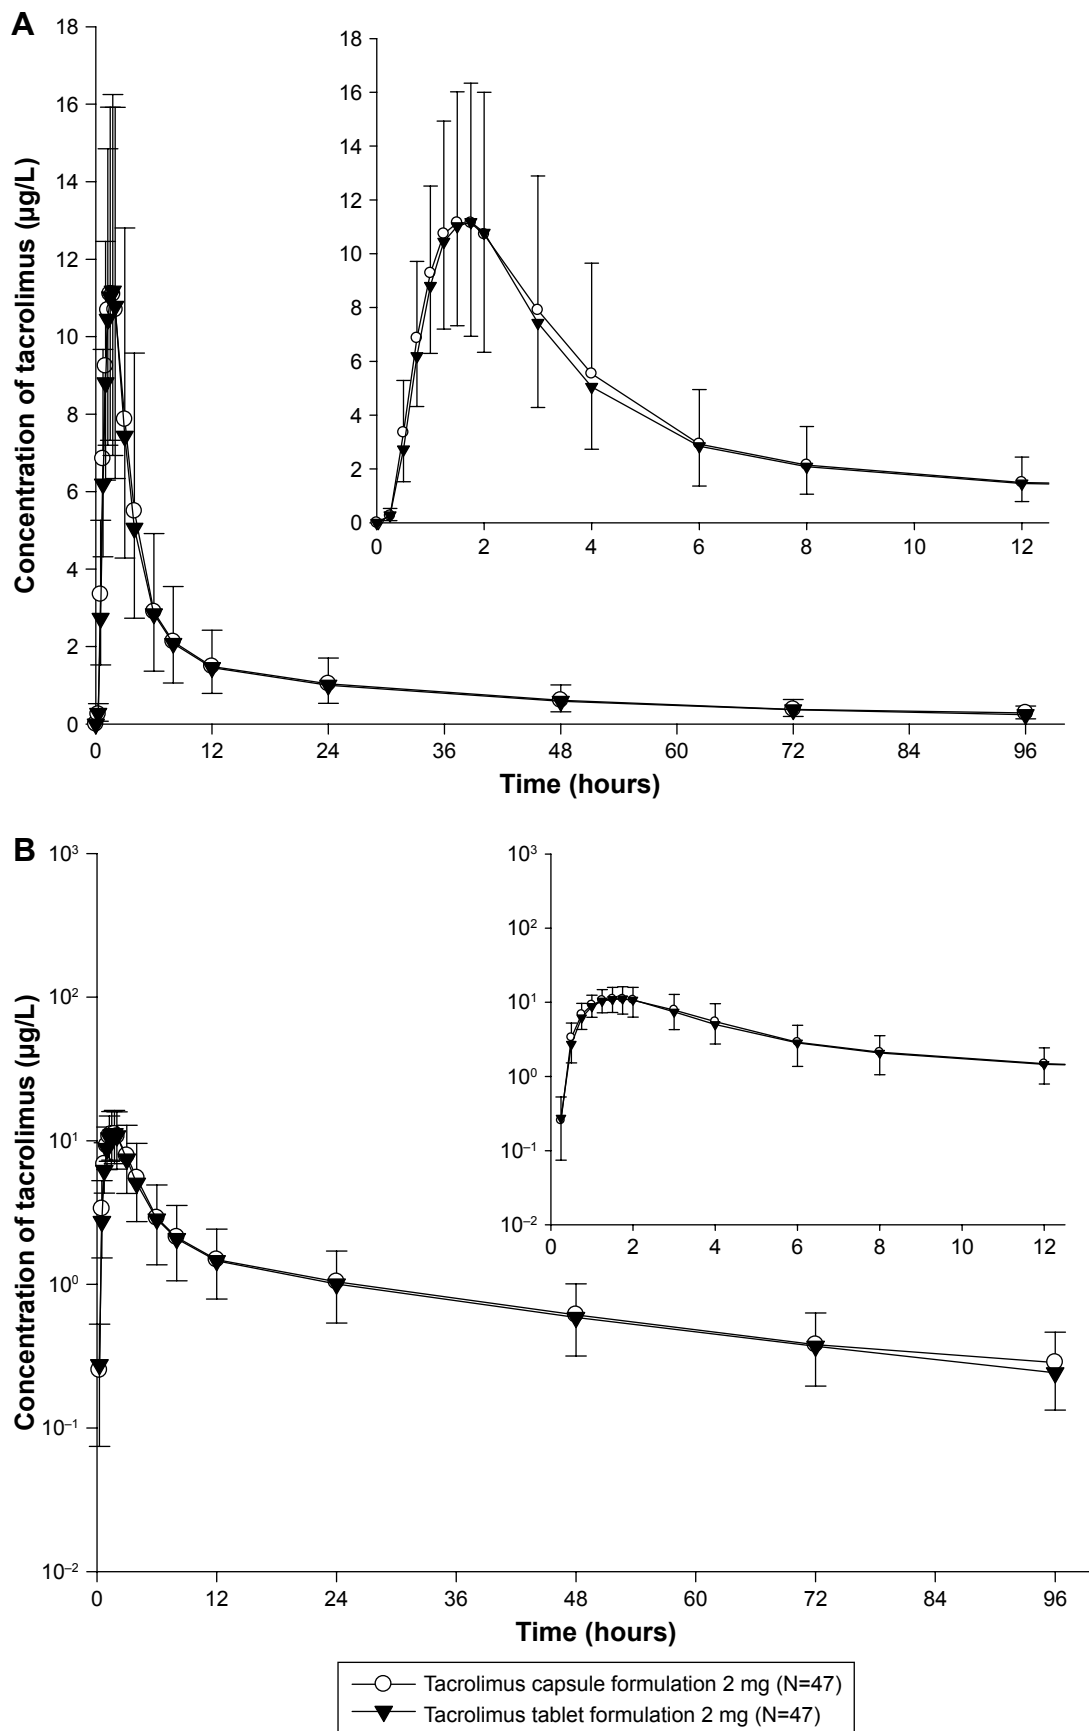 A
Concentration of tacrolimus (µg/L)
18
16
14
12
10
8
6
4
2
0
0 12 24 36 48 60 72 84 96
Time (hours)
18
16
14
12
10
8
6
4
2
0
0 2 4 6 8 10 12
B
Concentration of tacrolimus (µg/L)
10³
10²
10¹
10⁰
10⁻¹
10⁻²
0 12 24 36 48 60 72 84 96
Time (hours)
10³
10²
10¹
10⁰
10⁻¹
10⁻²
0 2 4 6 8 10 12
Tacrolimus capsule formulation 2 mg (N=47)
Tacrolimus tablet formulation 2 mg (N=47)